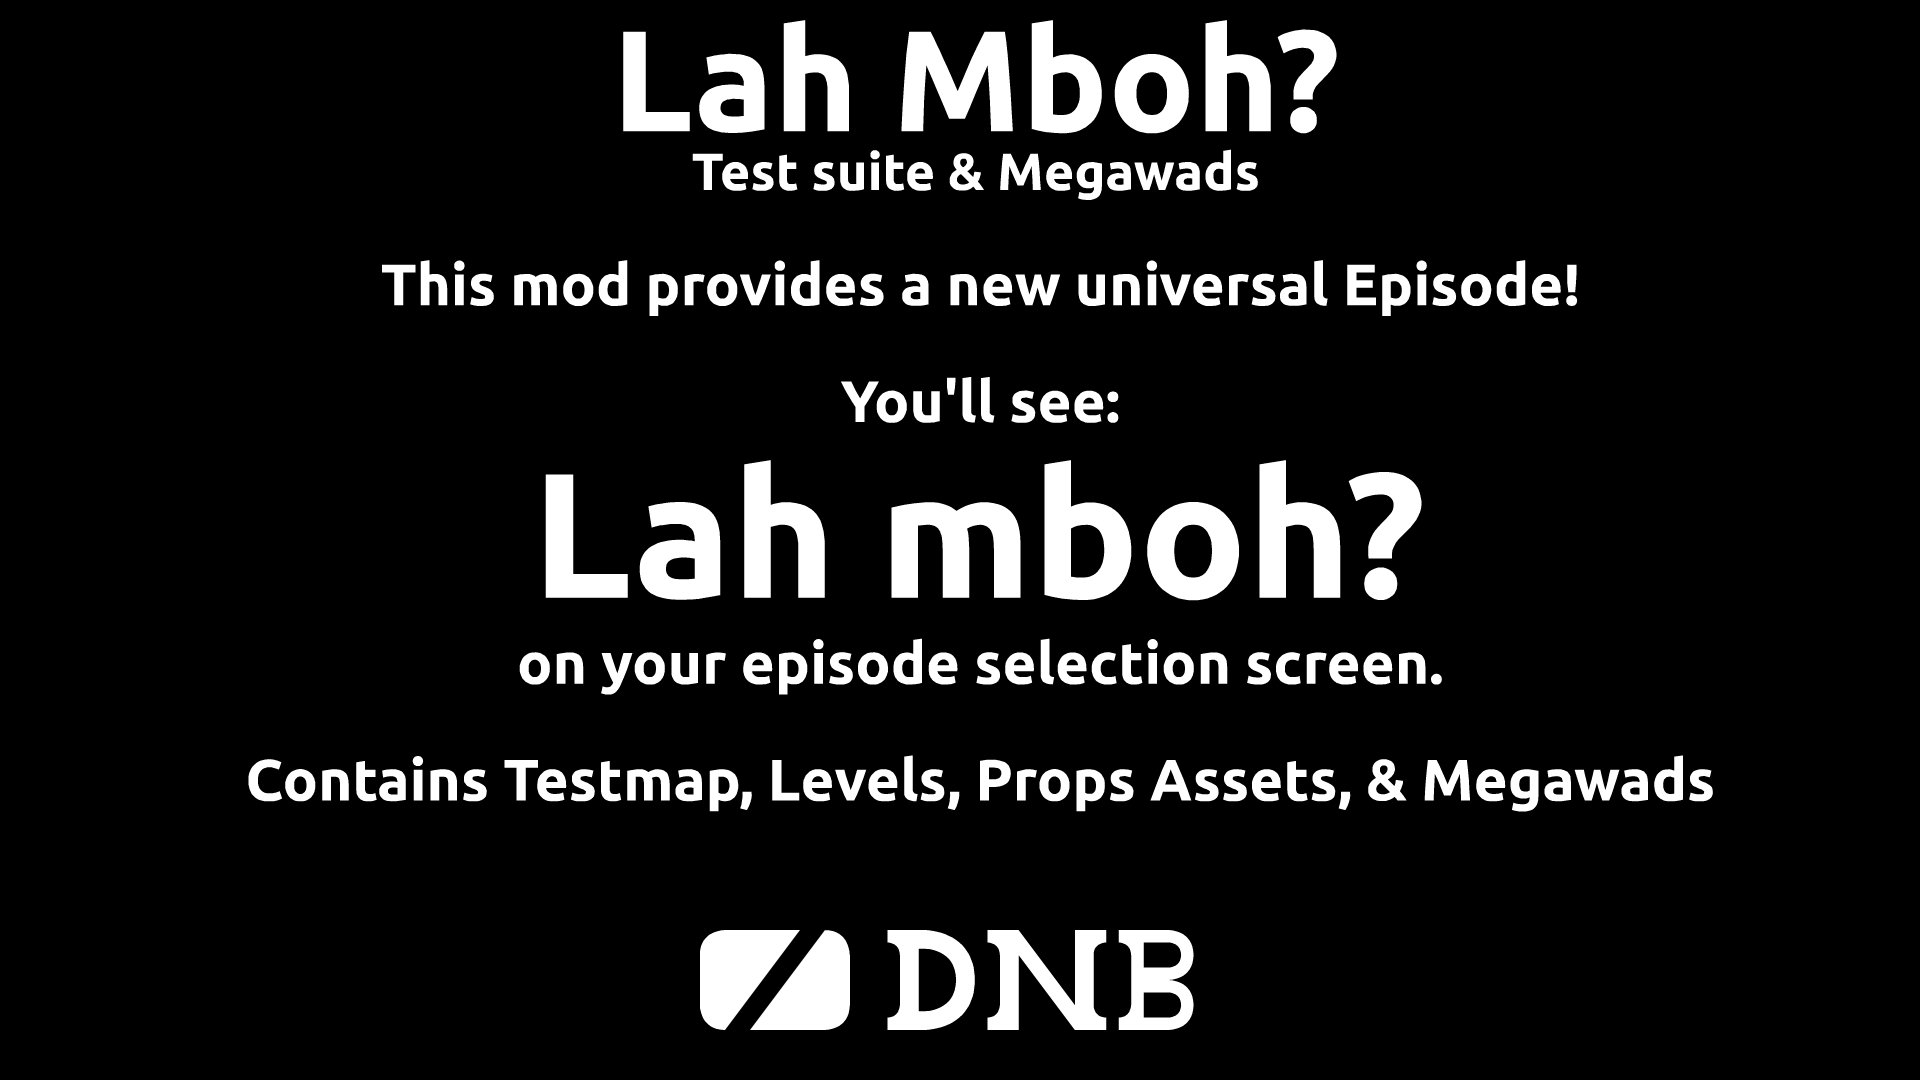 Lah Mboh?
Test suite & Megawads
This mod provides a new universal Episode!
You'll see:
Lah mboh?
on your episode selection screen.
Contains Testmap, Levels, Props Assets, & Megawads
DNB